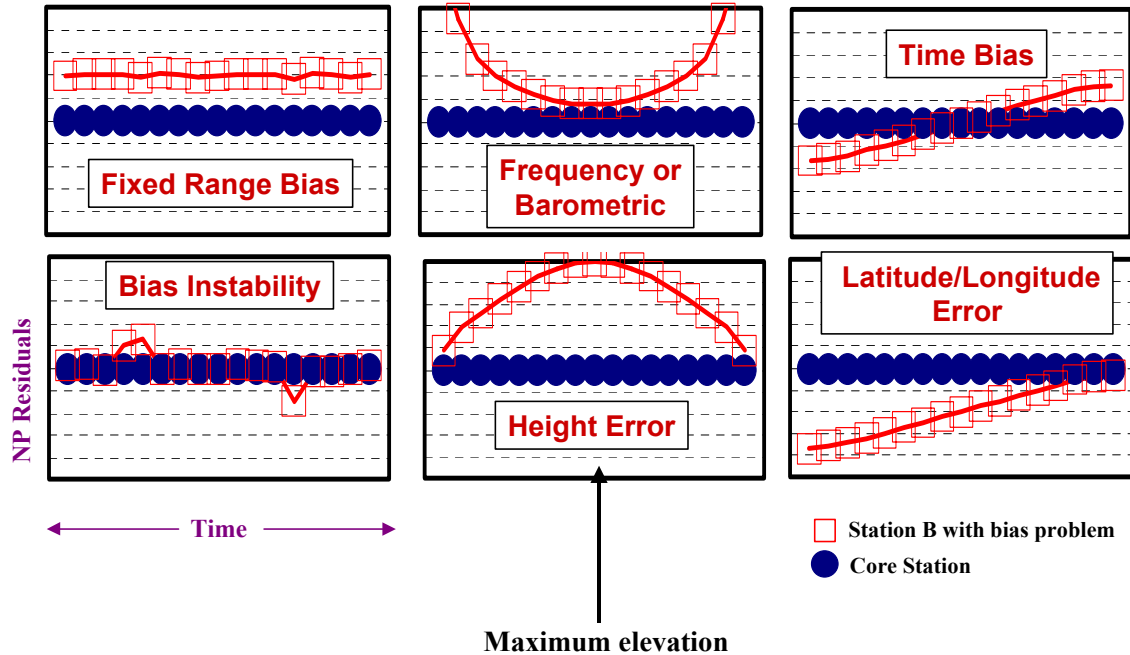 Fixed Range Bias
Frequency or
Barometric
Time Bias
Bias Instability
Height Error
Latitude/Longitude
Error
NP Residuals
Time
Station B with bias problem
Core Station
Maximum elevation